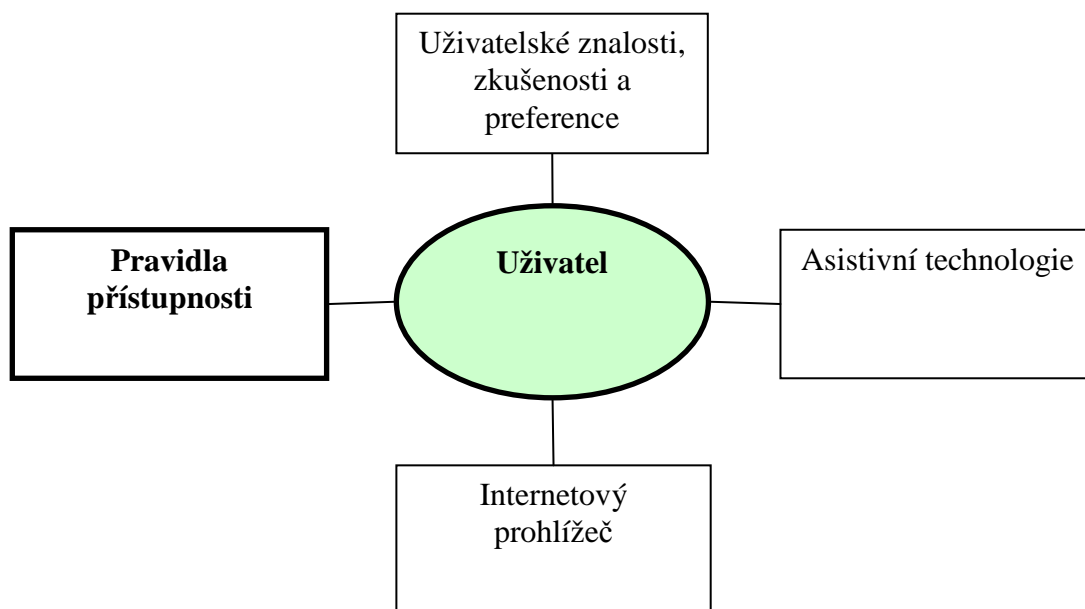 Uživatelské znalosti,
zkušenosti a
preference
Pravidla
přístupnosti
Uživatel
Asistivní technologie
Internetový
prohlížeč